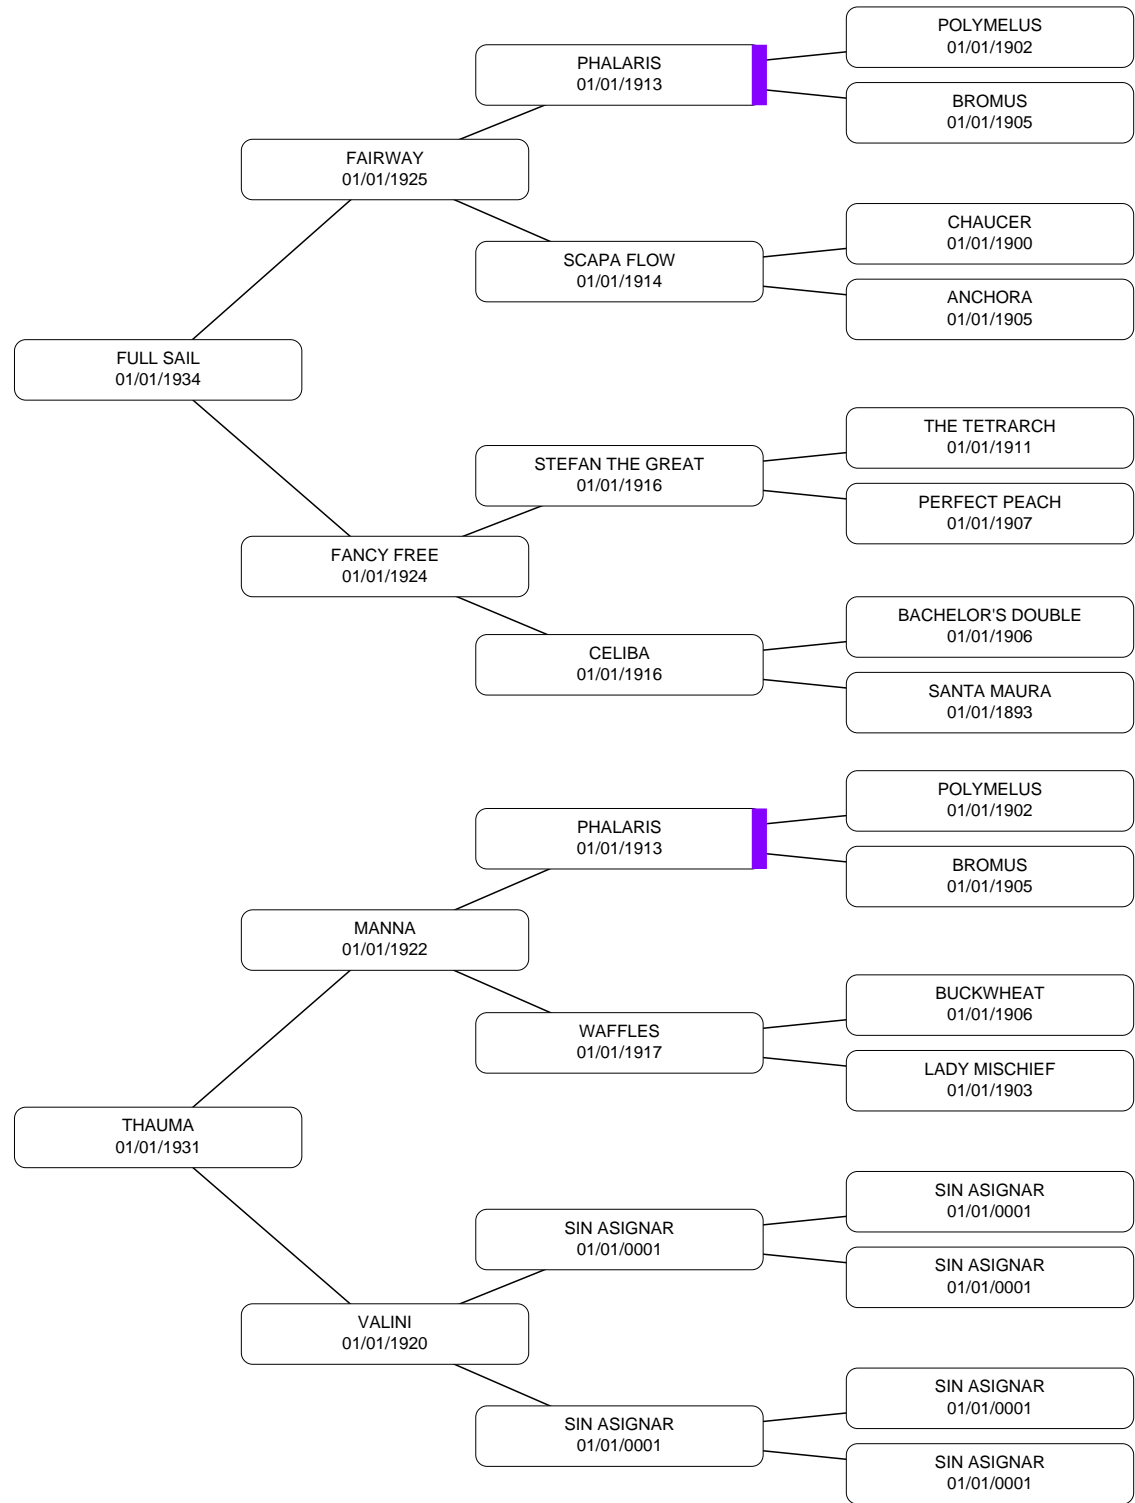 POLYMELUS
01/01/1902
PHALARIS
01/01/1913
BROMUS
01/01/1905
FAIRWAY
01/01/1925
CHAUCER
01/01/1900
SCAPA FLOW
01/01/1914
ANCHORA
01/01/1905
FULL SAIL
01/01/1934
THE TETRARCH
01/01/1911
STEFAN THE GREAT
01/01/1916
PERFECT PEACH
01/01/1907
FANCY FREE
01/01/1924
BACHELOR'S DOUBLE
01/01/1906
CELIBA
01/01/1916
SANTA MAURA
01/01/1893
POLYMELUS
01/01/1902
PHALARIS
01/01/1913
BROMUS
01/01/1905
MANNA
01/01/1922
BUCKWHEAT
01/01/1906
WAFFLES
01/01/1917
LADY MISCHIEF
01/01/1903
THAUMA
01/01/1931
SIN ASIGNAR
01/01/0001
SIN ASIGNAR
01/01/0001
SIN ASIGNAR
01/01/0001
VALINI
01/01/1920
SIN ASIGNAR
01/01/0001
SIN ASIGNAR
01/01/0001
SIN ASIGNAR
01/01/0001